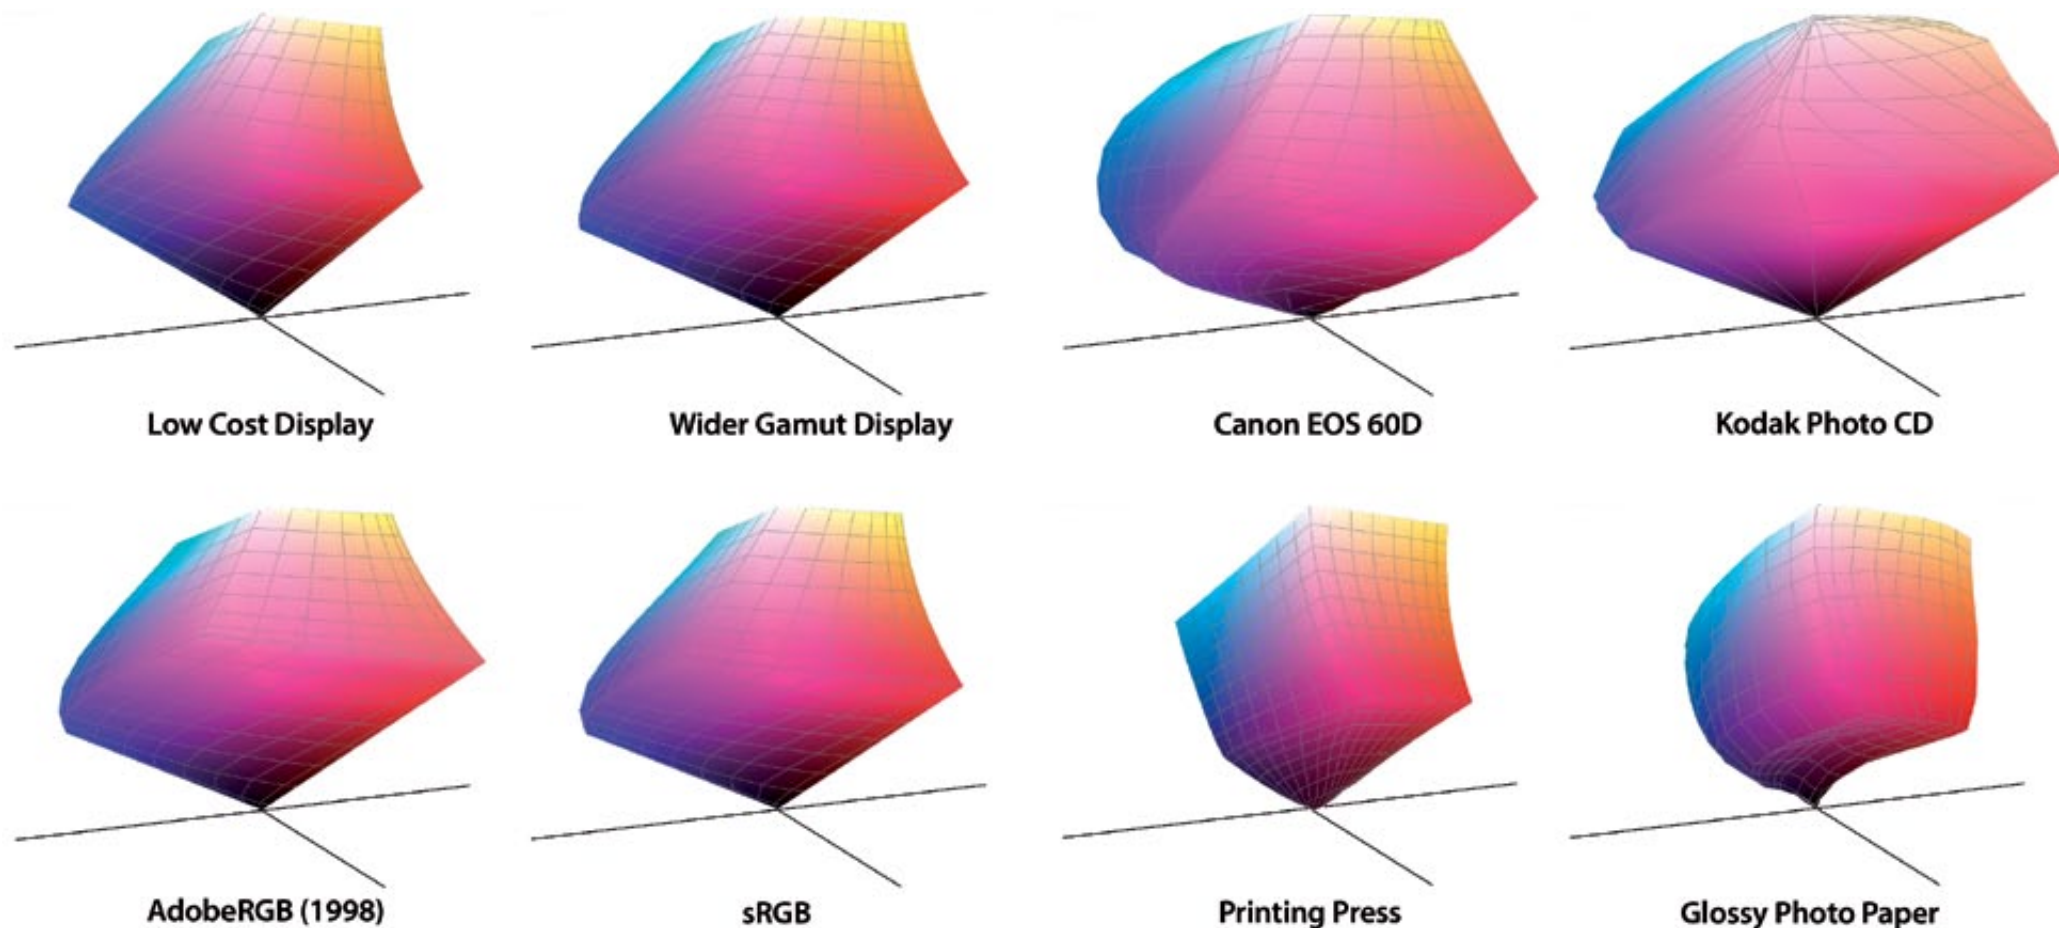 Low Cost Display
Wider Gamut Display
Canon EOS 60D
Kodak Photo CD
AdobeRGB (1998)
sRGB
Printing Press
Glossy Photo Paper